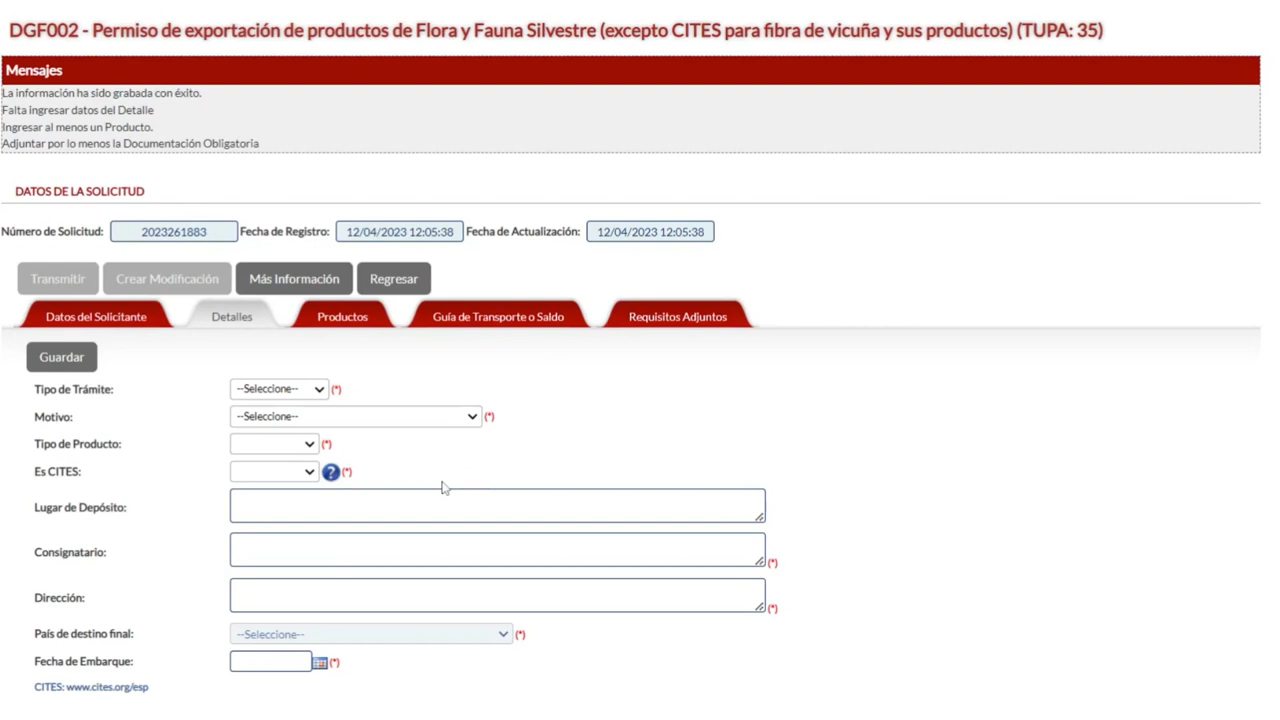 DGF002 - Permiso de exportación de productos de Flora y Fauna Silvestre (excepto CITES para fibra de vicuña y sus productos) (TUPA: 35)
Mensajes
La información ha sido grabada con éxito.
Falta ingresar datos del Detalle
Ingresar al menos un Producto.
Adjuntar por lo menos la Documentación Obligatoria
DATOS DE LA SOLICITUD
Número de Solicitud: 2023261883 Fecha de Registro: 12/04/2023 12:05:38 Fecha de Actualización: 12/04/2023 12:05:38
Transmitir Crear Modificación Más Información Regresar
Datos del Solicitante Detalles Productos Guía de Transporte o Saldo Requisitos Adjuntos
Guardar
Tipo de Trámite: --Seleccione-- (*)
Motivo: --Seleccione-- (*)
Tipo de Producto: (*)
Es CITES: ? (*)
Lugar de Depósito:
Consignatario: (*)
Dirección: (*)
País de destino final: --Seleccione-- (*)
Fecha de Embarque: (*)
CITES: www.cites.org/esp